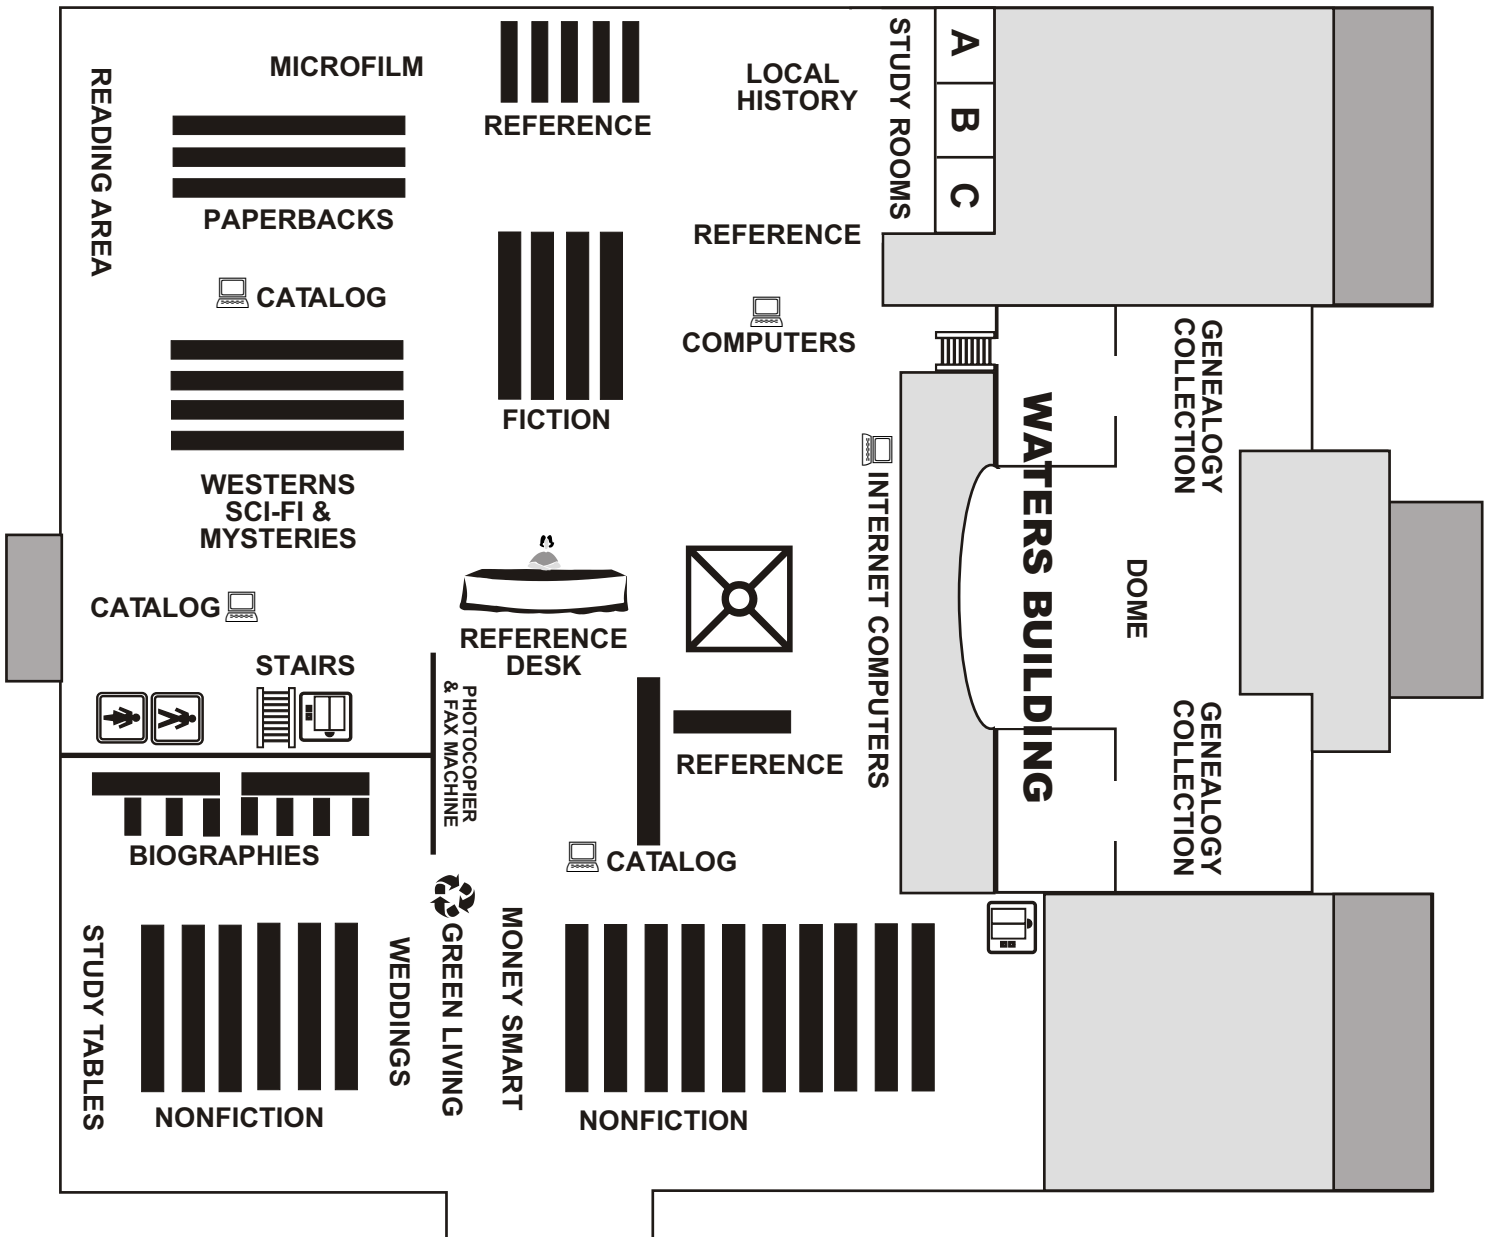 READING AREA
MICROFILM
REFERENCE
LOCAL
HISTORY
STUDY ROOMS
A
B
C
PAPERBACKS
REFERENCE
CATALOG
COMPUTERS
FICTION
WESTERNS
SCI-FI &
MYSTERIES
CATALOG
REFERENCE
DESK
STAIRS
PHOTOCOPIER
& FAX MACHINE
REFERENCE
INTERNET COMPUTERS
WATERS BUILDING
GENEALOGY
COLLECTION
DOME
GENEALOGY
COLLECTION
BIOGRAPHIES
CATALOG
STUDY TABLES
NONFICTION
WEDDINGS
GREEN LIVING
MONEY SMART
NONFICTION